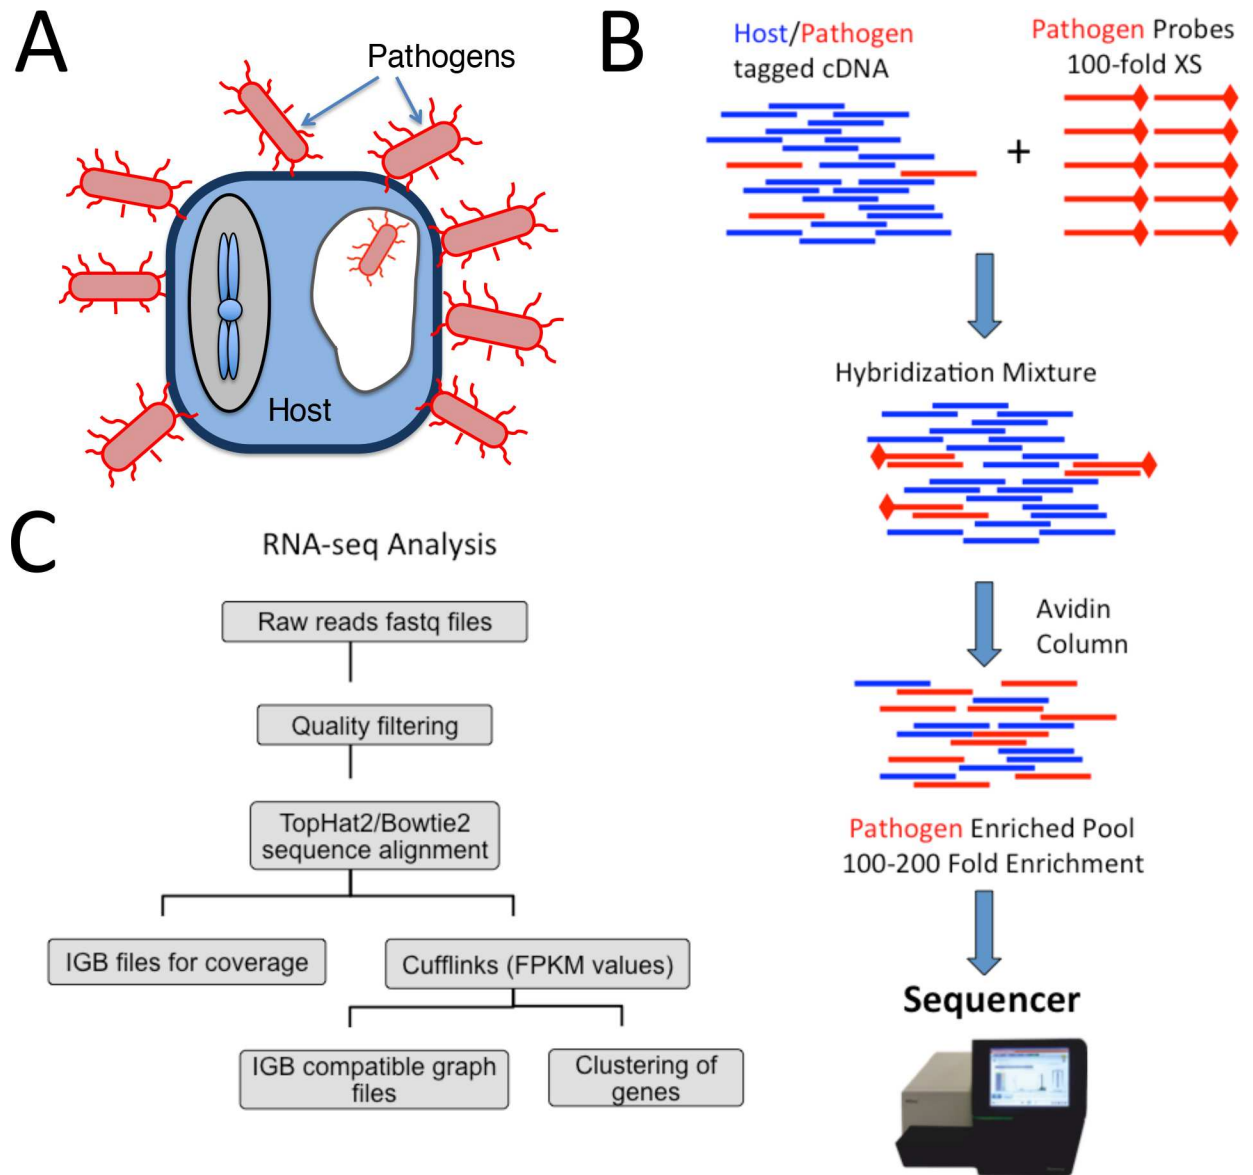 A
Pathogens
Host
B
Host/Pathogen
tagged cDNA
Pathogen Probes
100-fold XS
+
Hybridization Mixture
Avidin
Column
Pathogen Enriched Pool
100-200 Fold Enrichment
Sequencer
C
RNA-seq Analysis
Raw reads fastq files
Quality filtering
TopHat2/Bowtie2
sequence alignment
IGB files for coverage
Cufflinks (FPKM values)
IGB compatible graph
files
Clustering of
genes